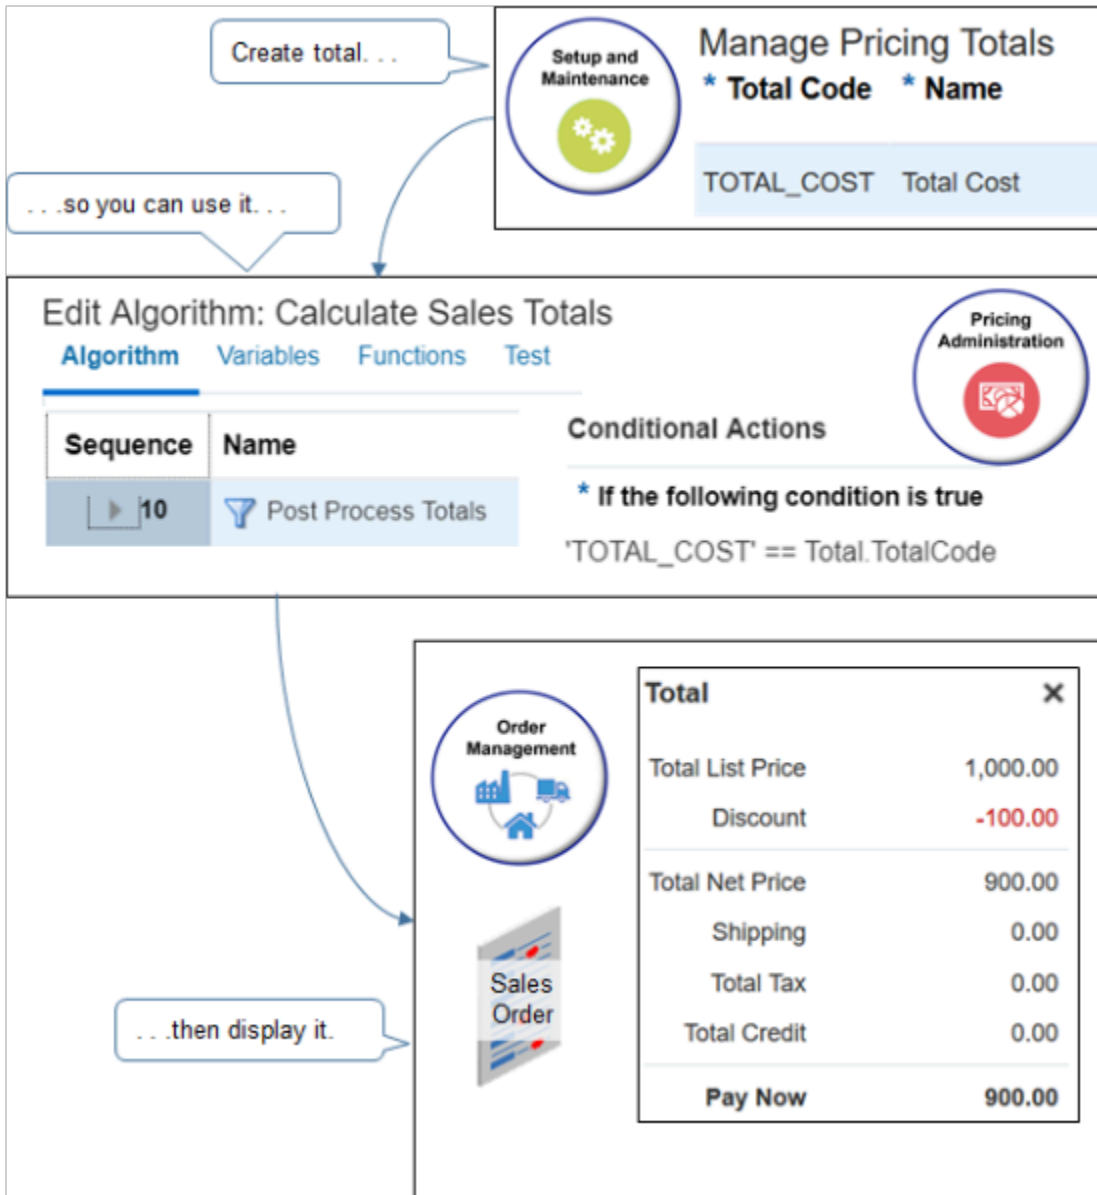 Create total. . .
Setup and
Maintenance
Manage Pricing Totals
* Total Code * Name
TOTAL_COST Total Cost
. . .so you can use it. . .
Edit Algorithm: Calculate Sales Totals
Algorithm Variables Functions Test
Pricing
Administration
Sequence Name
10 Post Process Totals
Conditional Actions
* If the following condition is true
'TOTAL_COST' == Total.TotalCode
Order
Management
Sales
Order
. . .then display it.
Total ×
Total List Price 1,000.00
Discount -100.00
Total Net Price 900.00
Shipping 0.00
Total Tax 0.00
Total Credit 0.00
Pay Now 900.00